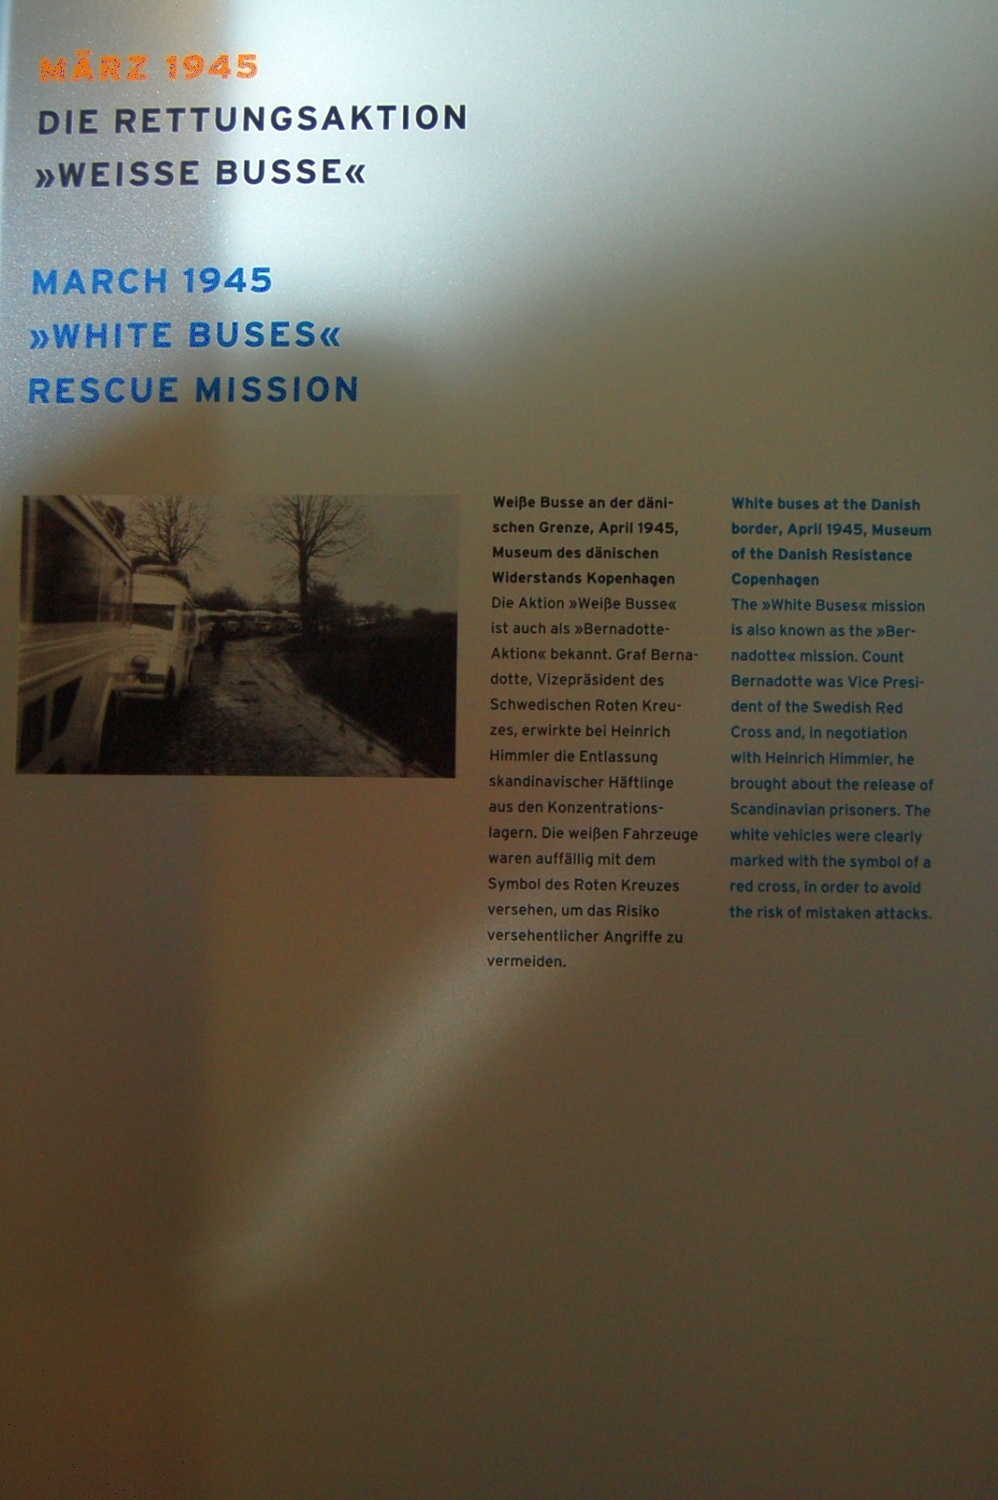 MÄRZ 1945
DIE RETTUNGSAKTION
»WEISSE BUSSE«
MARCH 1945
»WHITE BUSES«
RESCUE MISSION
Weiße Busse an der däni-
schen Grenze, April 1945,
Museum des dänischen
Widerstands Kopenhagen
Die Aktion »Weiße Busse«
ist auch als »Bernadotte-
Aktion« bekannt. Graf Berna-
dotte, Vizepräsident des
Schwedischen Roten Kreu-
zes, erwirkte bei Heinrich
Himmler die Entlassung
skandinavischer Häftlinge
aus den Konzentrations-
lagern. Die weißen Fahrzeuge
waren auffällig mit dem
Symbol des Roten Kreuzes
versehen, um das Risiko
versehentlicher Angriffe zu
vermeiden.
White buses at the Danish
border, April 1945, Museum
of the Danish Resistance
Copenhagen
The »White Buses« mission
is also known as the »Ber-
nadotte« mission. Count
Bernadotte was Vice Presi-
dent of the Swedish Red
Cross and, in negotiation
with Heinrich Himmler, he
brought about the release of
Scandinavian prisoners. The
white vehicles were clearly
marked with the symbol of a
red cross, in order to avoid
the risk of mistaken attacks.